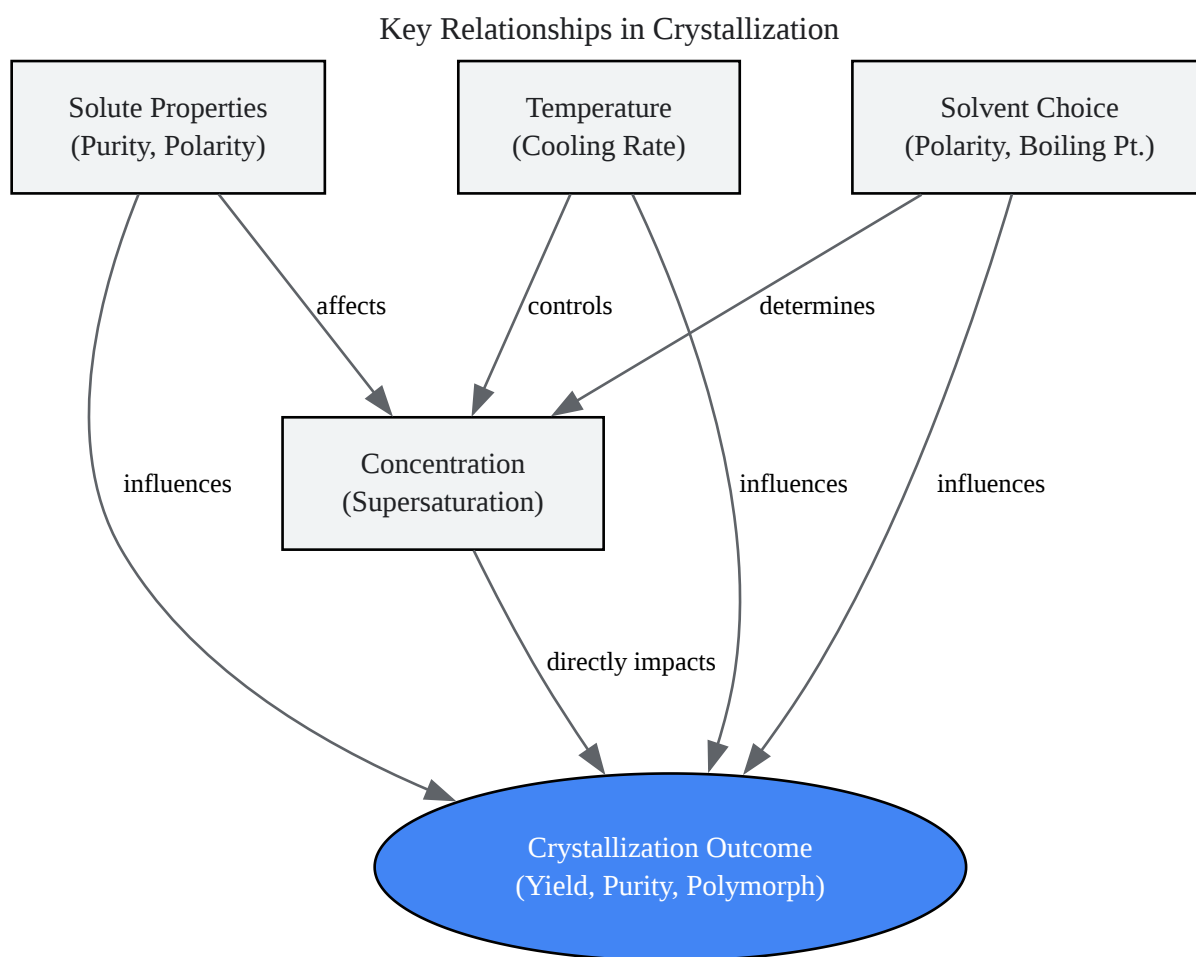 Key Relationships in Crystallization
Solute Properties
(Purity, Polarity)
Temperature
(Cooling Rate)
Solvent Choice
(Polarity, Boiling Pt.)
affects
controls
determines
Concentration
(Supersaturation)
influences
influences
influences
directly impacts
Crystallization Outcome
(Yield, Purity, Polymorph)